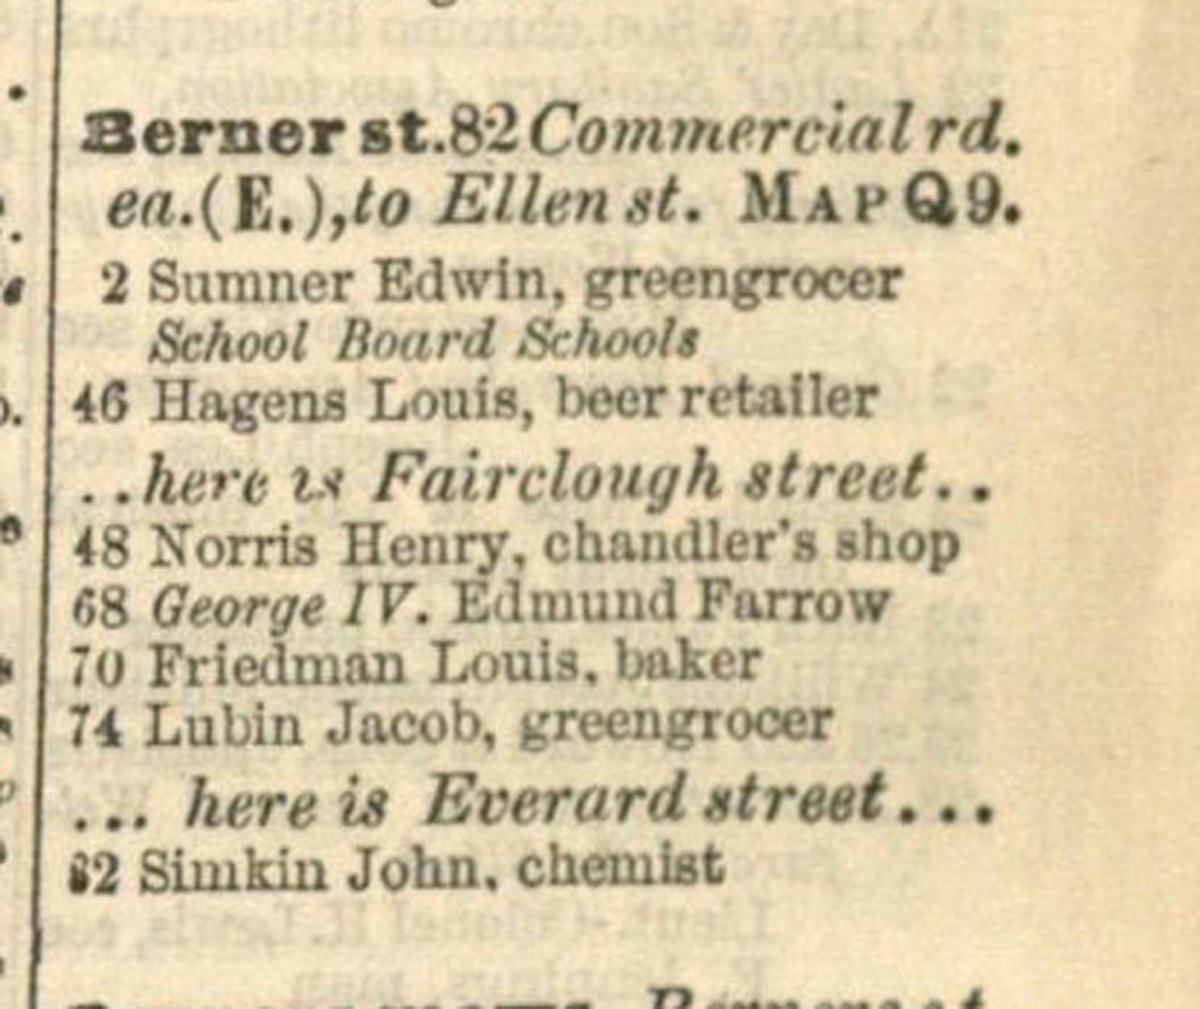 Berner st. 82 Commercial rd.
ea. (E.), to Ellen st. MAP Q 9.
2 Sumner Edwin, greengrocer
School Board Schools
46 Hagens Louis, beer retailer
..here is Fairclough street..
48 Norris Henry, chandler's shop
68 George IV. Edmund Farrow
70 Friedman Louis, baker
74 Lubin Jacob, greengrocer
... here is Everard street...
82 Simkin John, chemist